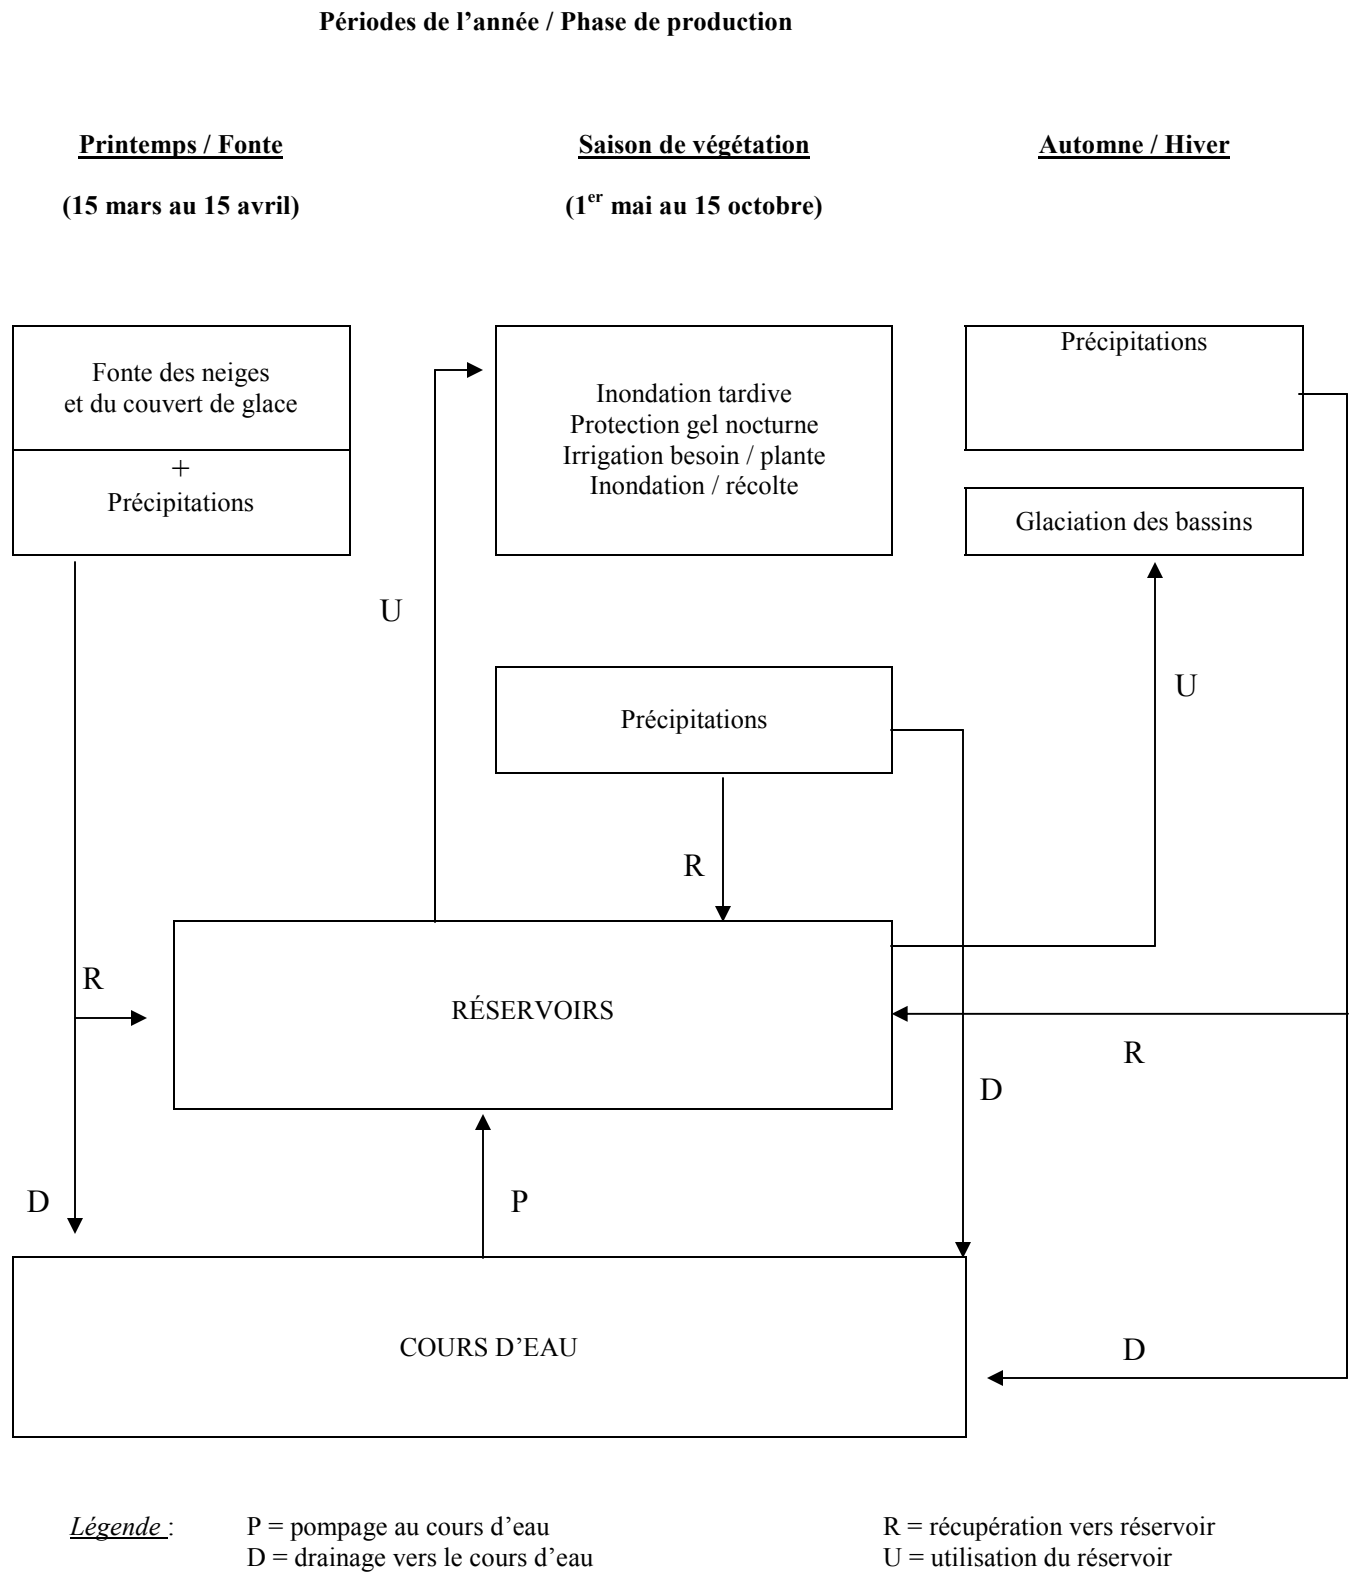 Périodes de l’année / Phase de production
Printemps / Fonte
(15 mars au 15 avril)
Saison de végétation
(1er mai au 15 octobre)
Automne / Hiver
Fonte des neiges
et du couvert de glace
+
Précipitations
Inondation tardive
Protection gel nocturne
Irrigation besoin / plante
Inondation / récolte
Précipitations
Glaciation des bassins
U
U
Précipitations
R
R
RÉSERVOIRS
R
D
D
P
COURS D’EAU
D
Légende :
P = pompage au cours d’eau
D = drainage vers le cours d’eau
R = récupération vers réservoir
U = utilisation du réservoir